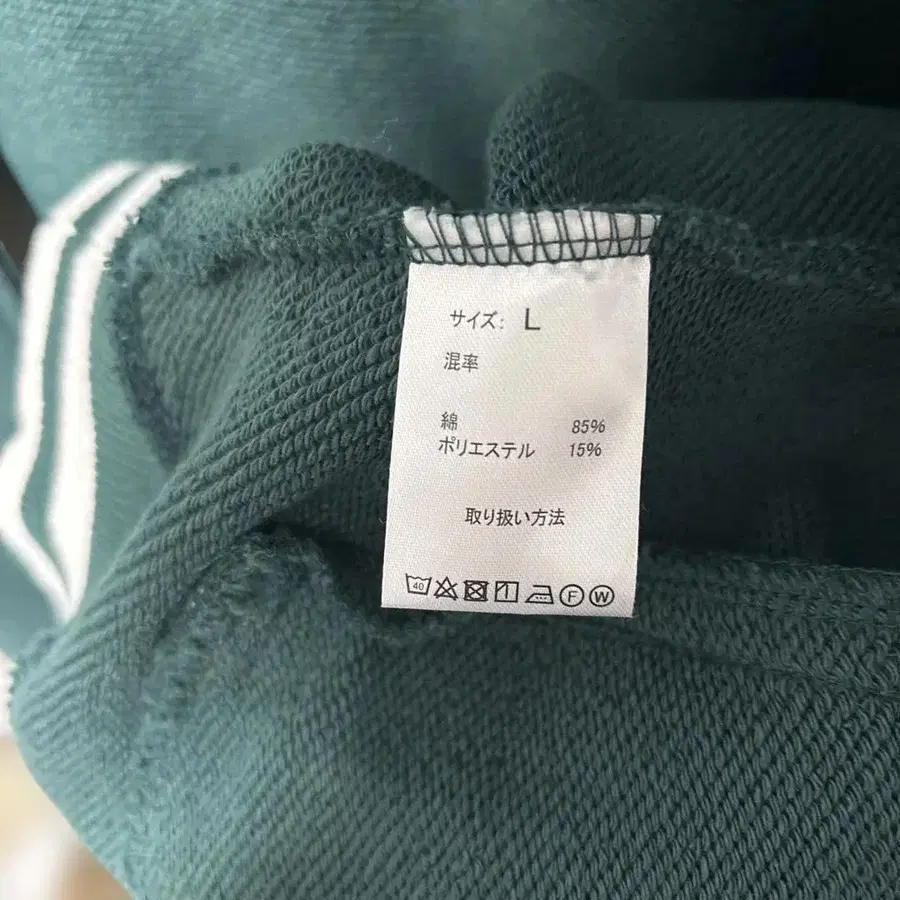 サイズ: L
混率
綿 85%
ポリエステル 15%
取り扱い方法
40 F W